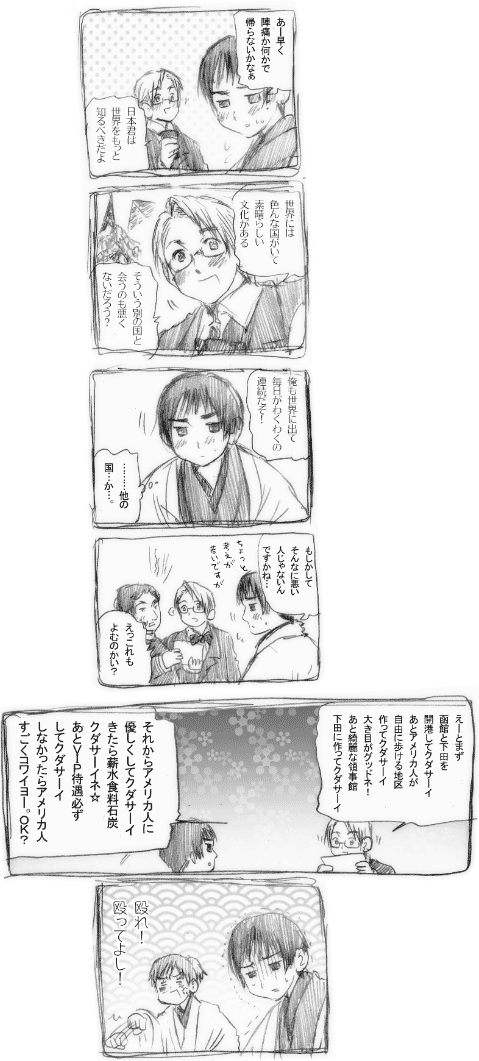 あー早く
陣痛か何かで
帰らないかなぁ
日本君は
世界をもっと
知るべきだよ
世界には
色んな国がいて
素晴らしい
文化がある
そういう別の国と
会うのも悪く
ないだろう？
俺も世界に出て
毎日がわくわくの
連続だぞ！
………他の
国…か…。
もしかして
そんなに悪い
人じゃないん
ですかね…
ちょっと
考えが
若いですが
えっこれも
よむのかい？
えーとまず
函館と下田を
開港してクダサーイ
あとアメリカ人が
自由に歩ける地区
作ってクダサーイ
大き目がグッドネ！
あと綺麗な領事館
下田に作ってクダサーイ
それからアメリカ人に
優しくしてクダサーイ
きたら薪水食料石炭
クダサーイネ☆
あとＶＩＰ待遇必ず
してクダサーイ
しなかったらアメリカ人
すごくコワイヨー。OK？
殴れ！
殴ってよし！